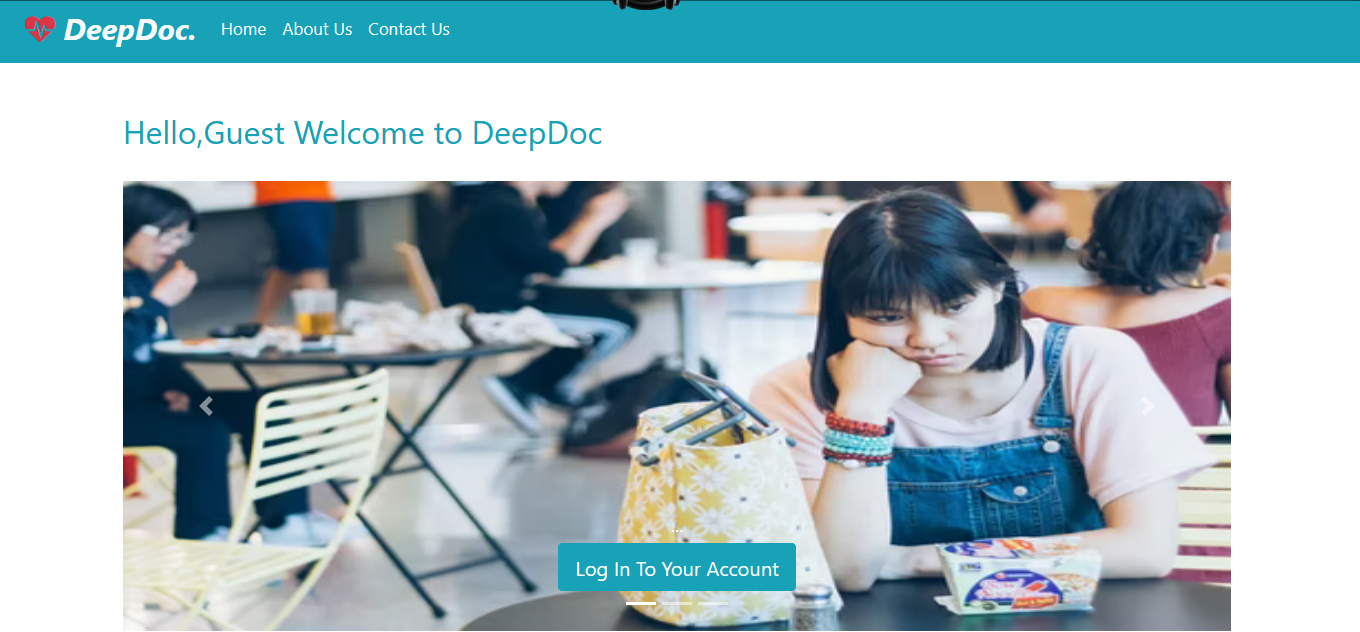 DeepDoc.
Home About Us Contact Us
Hello,Guest Welcome to DeepDoc
...
Log In To Your Account